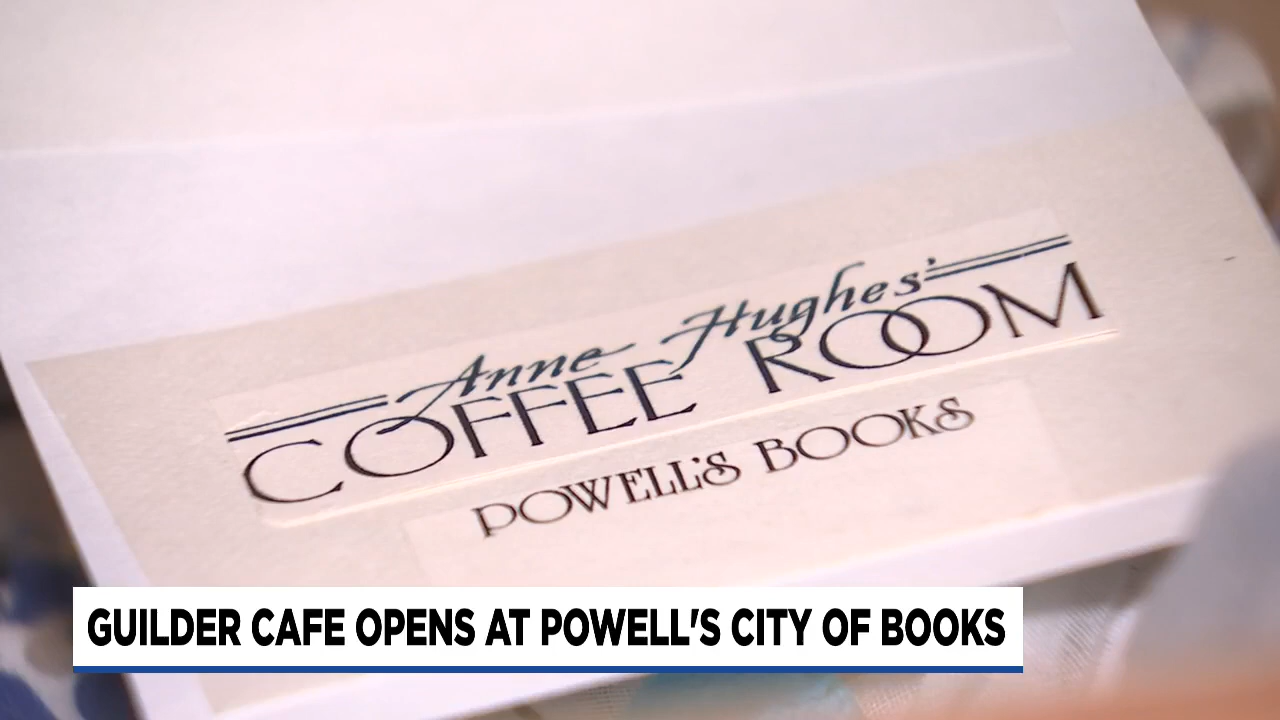 Anne Hughes'
COFFEE ROOM
POWELL'S BOOKS
GUILDER CAFE OPENS AT POWELL'S CITY OF BOOKS